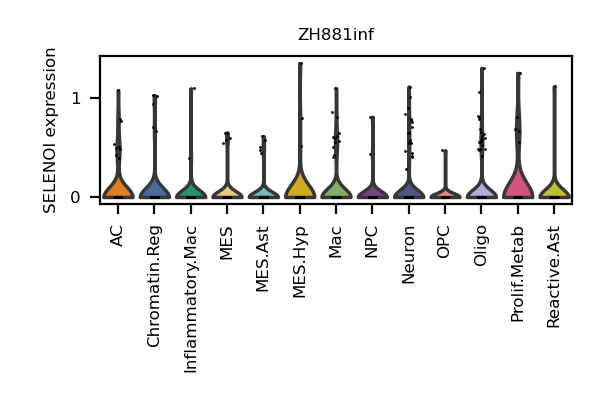 ZH881inf
SELENOI expression
1
0
AC
Chromatin.Reg
Inflammatory.Mac
MES
MES.Ast
MES.Hyp
Mac
NPC
Neuron
OPC
Oligo
Prolif.Metab
Reactive.Ast